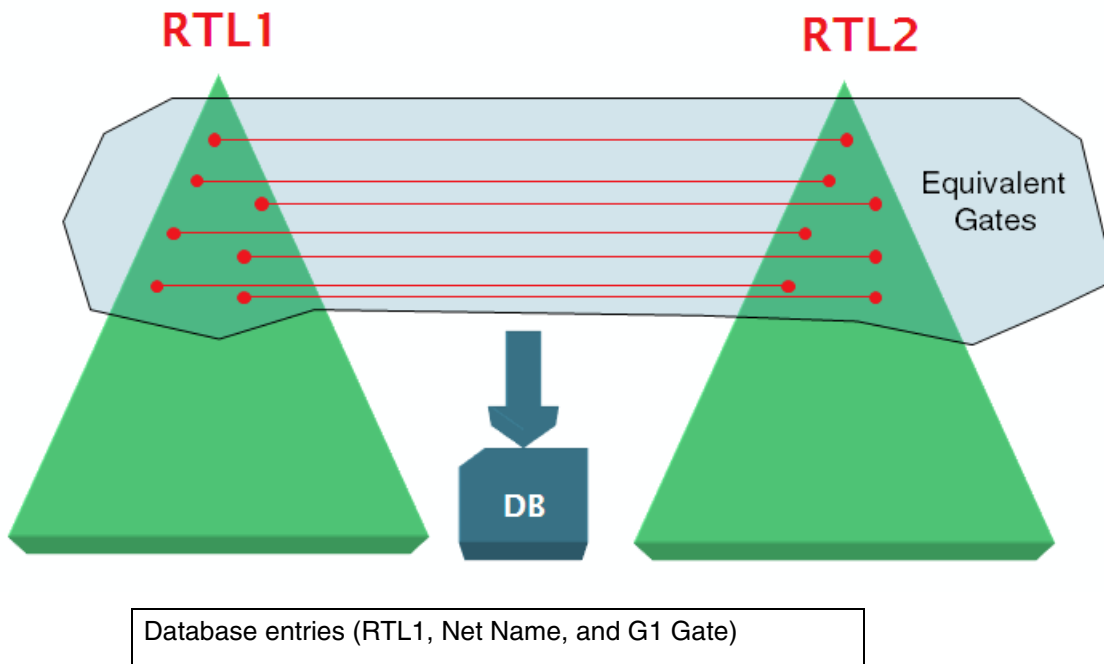 RTL1
RTL2
Equivalent
Gates
DB
Database entries (RTL1, Net Name, and G1 Gate)